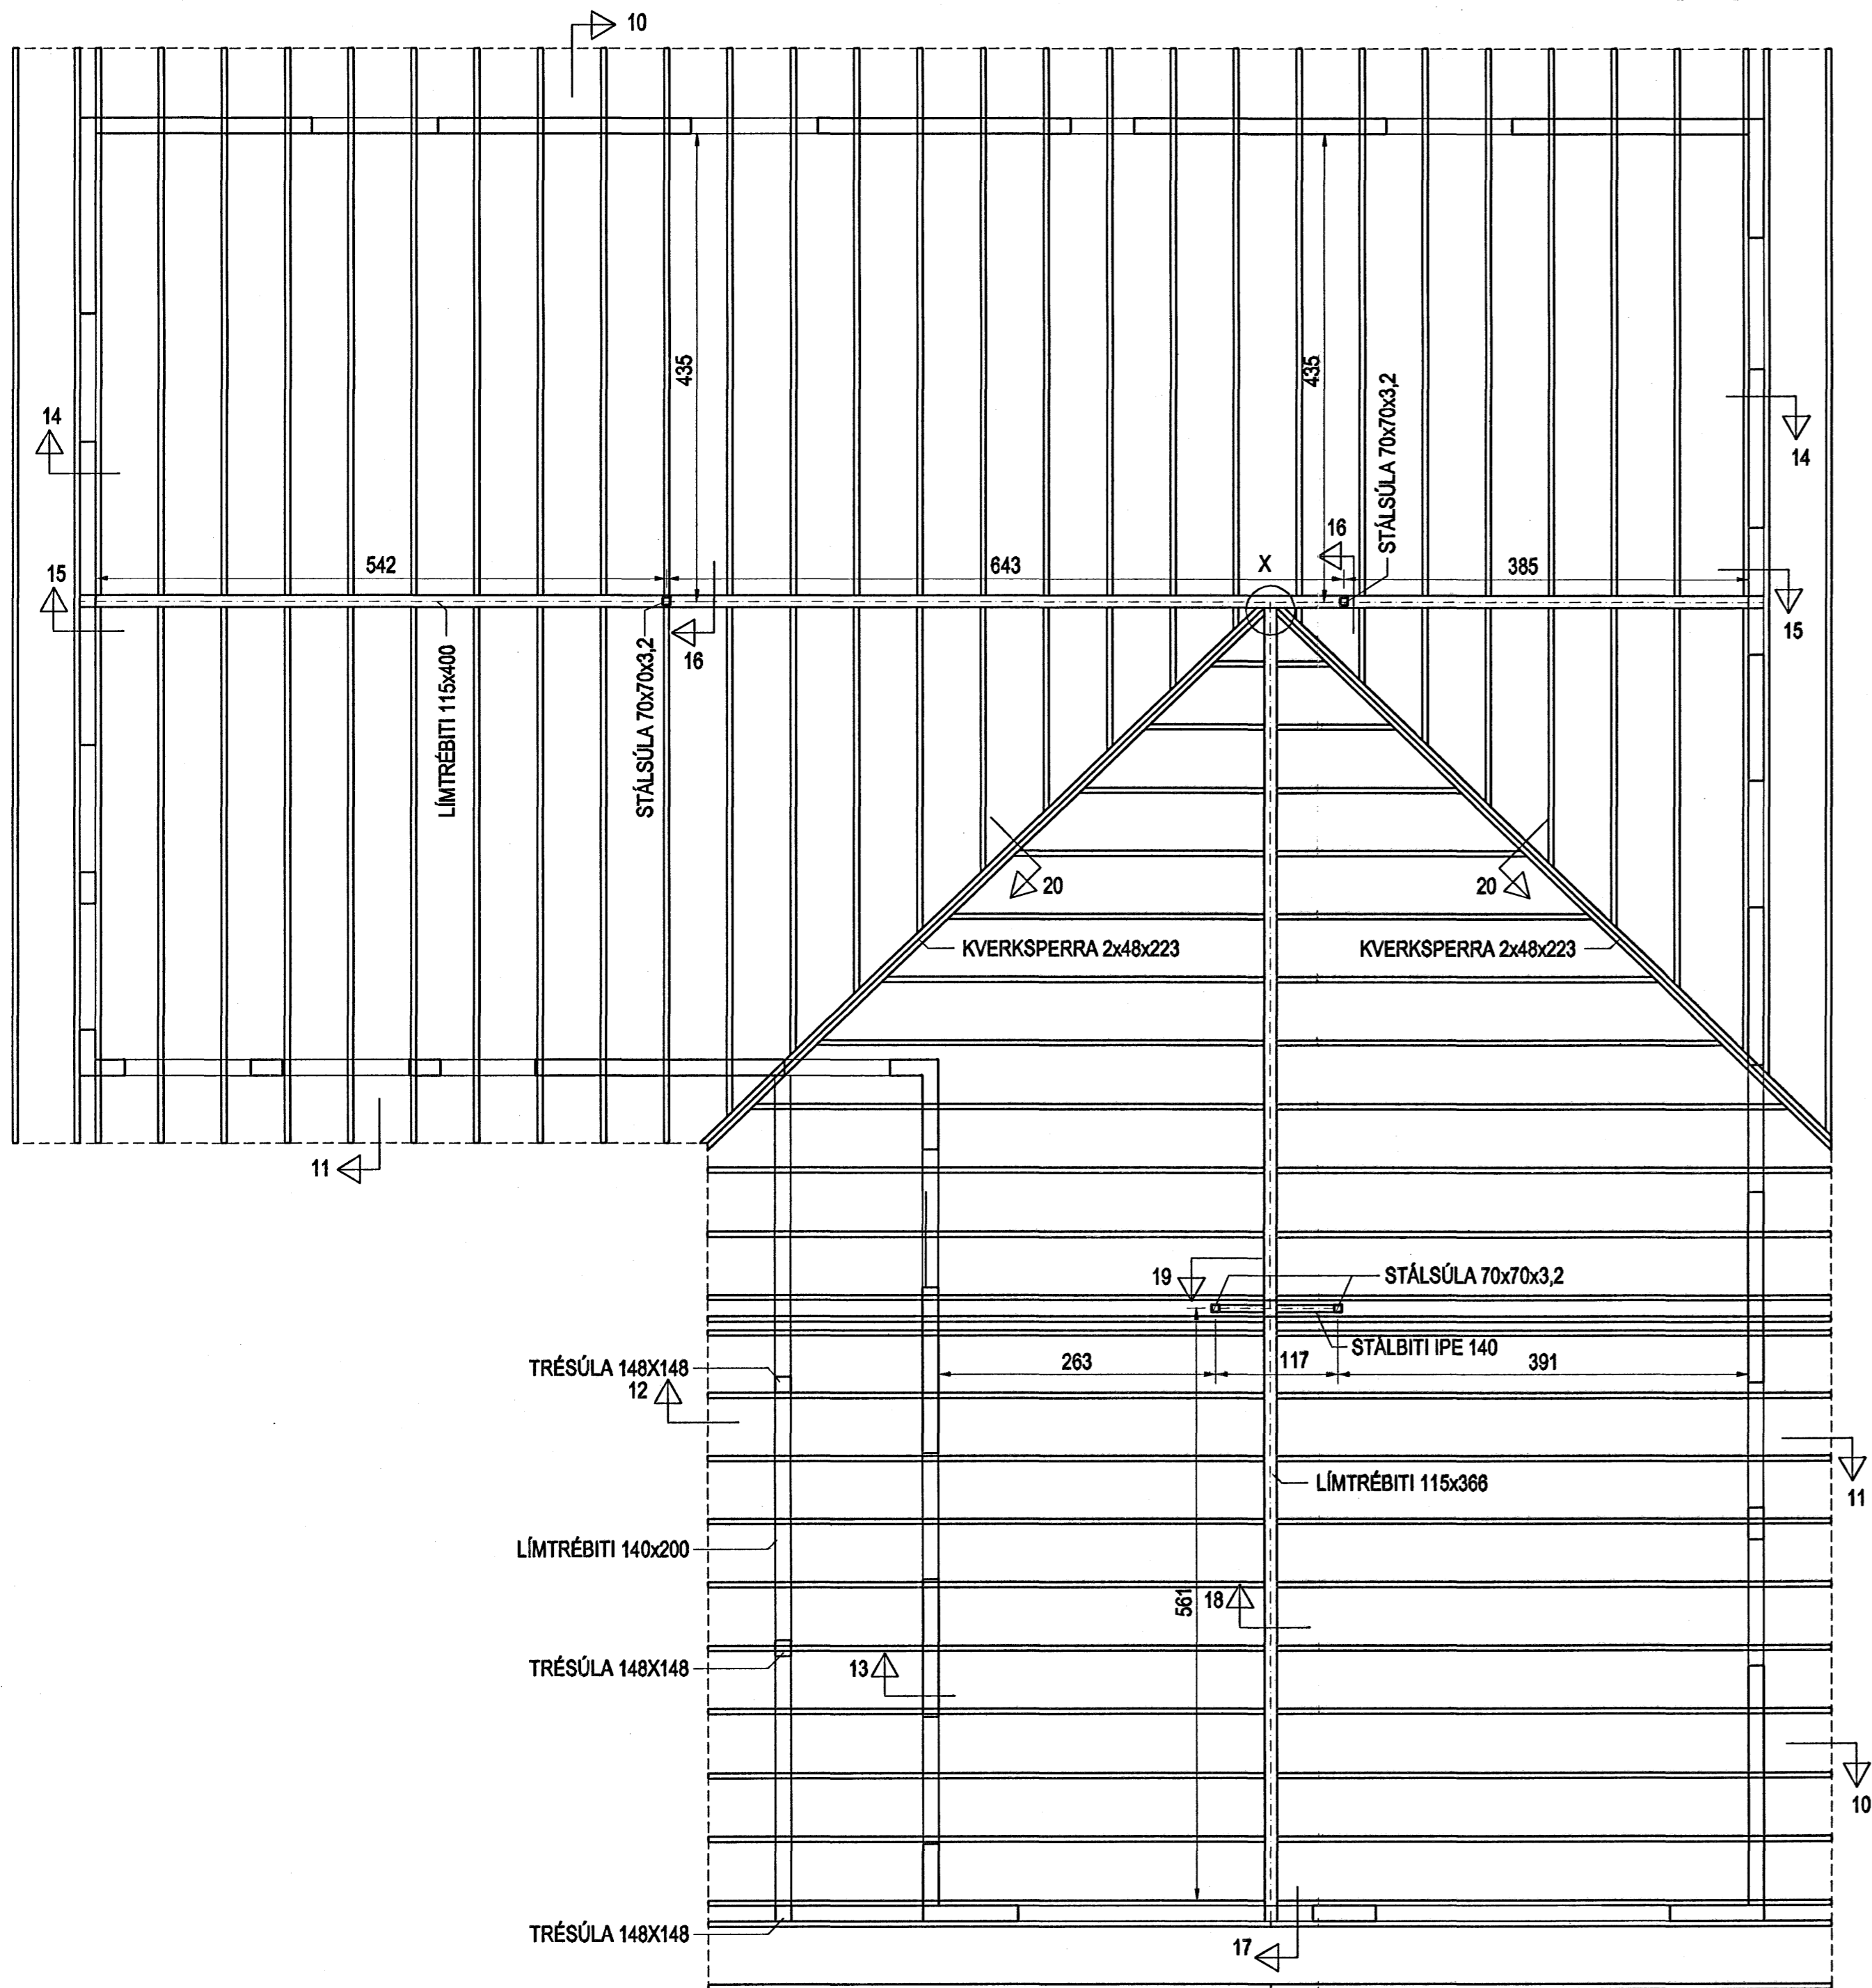 10
435
435
STÁLSÚLA 70x70x3,2
14
14
16
542
643
X
385
15
15
16
LÍMTRÉBITI 115x400
STÁLSÚLA 70x70x3,2
20
20
KVERKSPERRA 2x48x223
KVERKSPERRA 2x48x223
11
19
STÁLSÚLA 70x70x3,2
STÁLBITI IPE 140
TRÉSÚLA 148X148
263
117
391
12
LÍMTRÉBITI 115x366
11
LÍMTRÉBITI 140x200
561
18
TRÉSÚLA 148X148
13
10
TRÉSÚLA 148X148
17